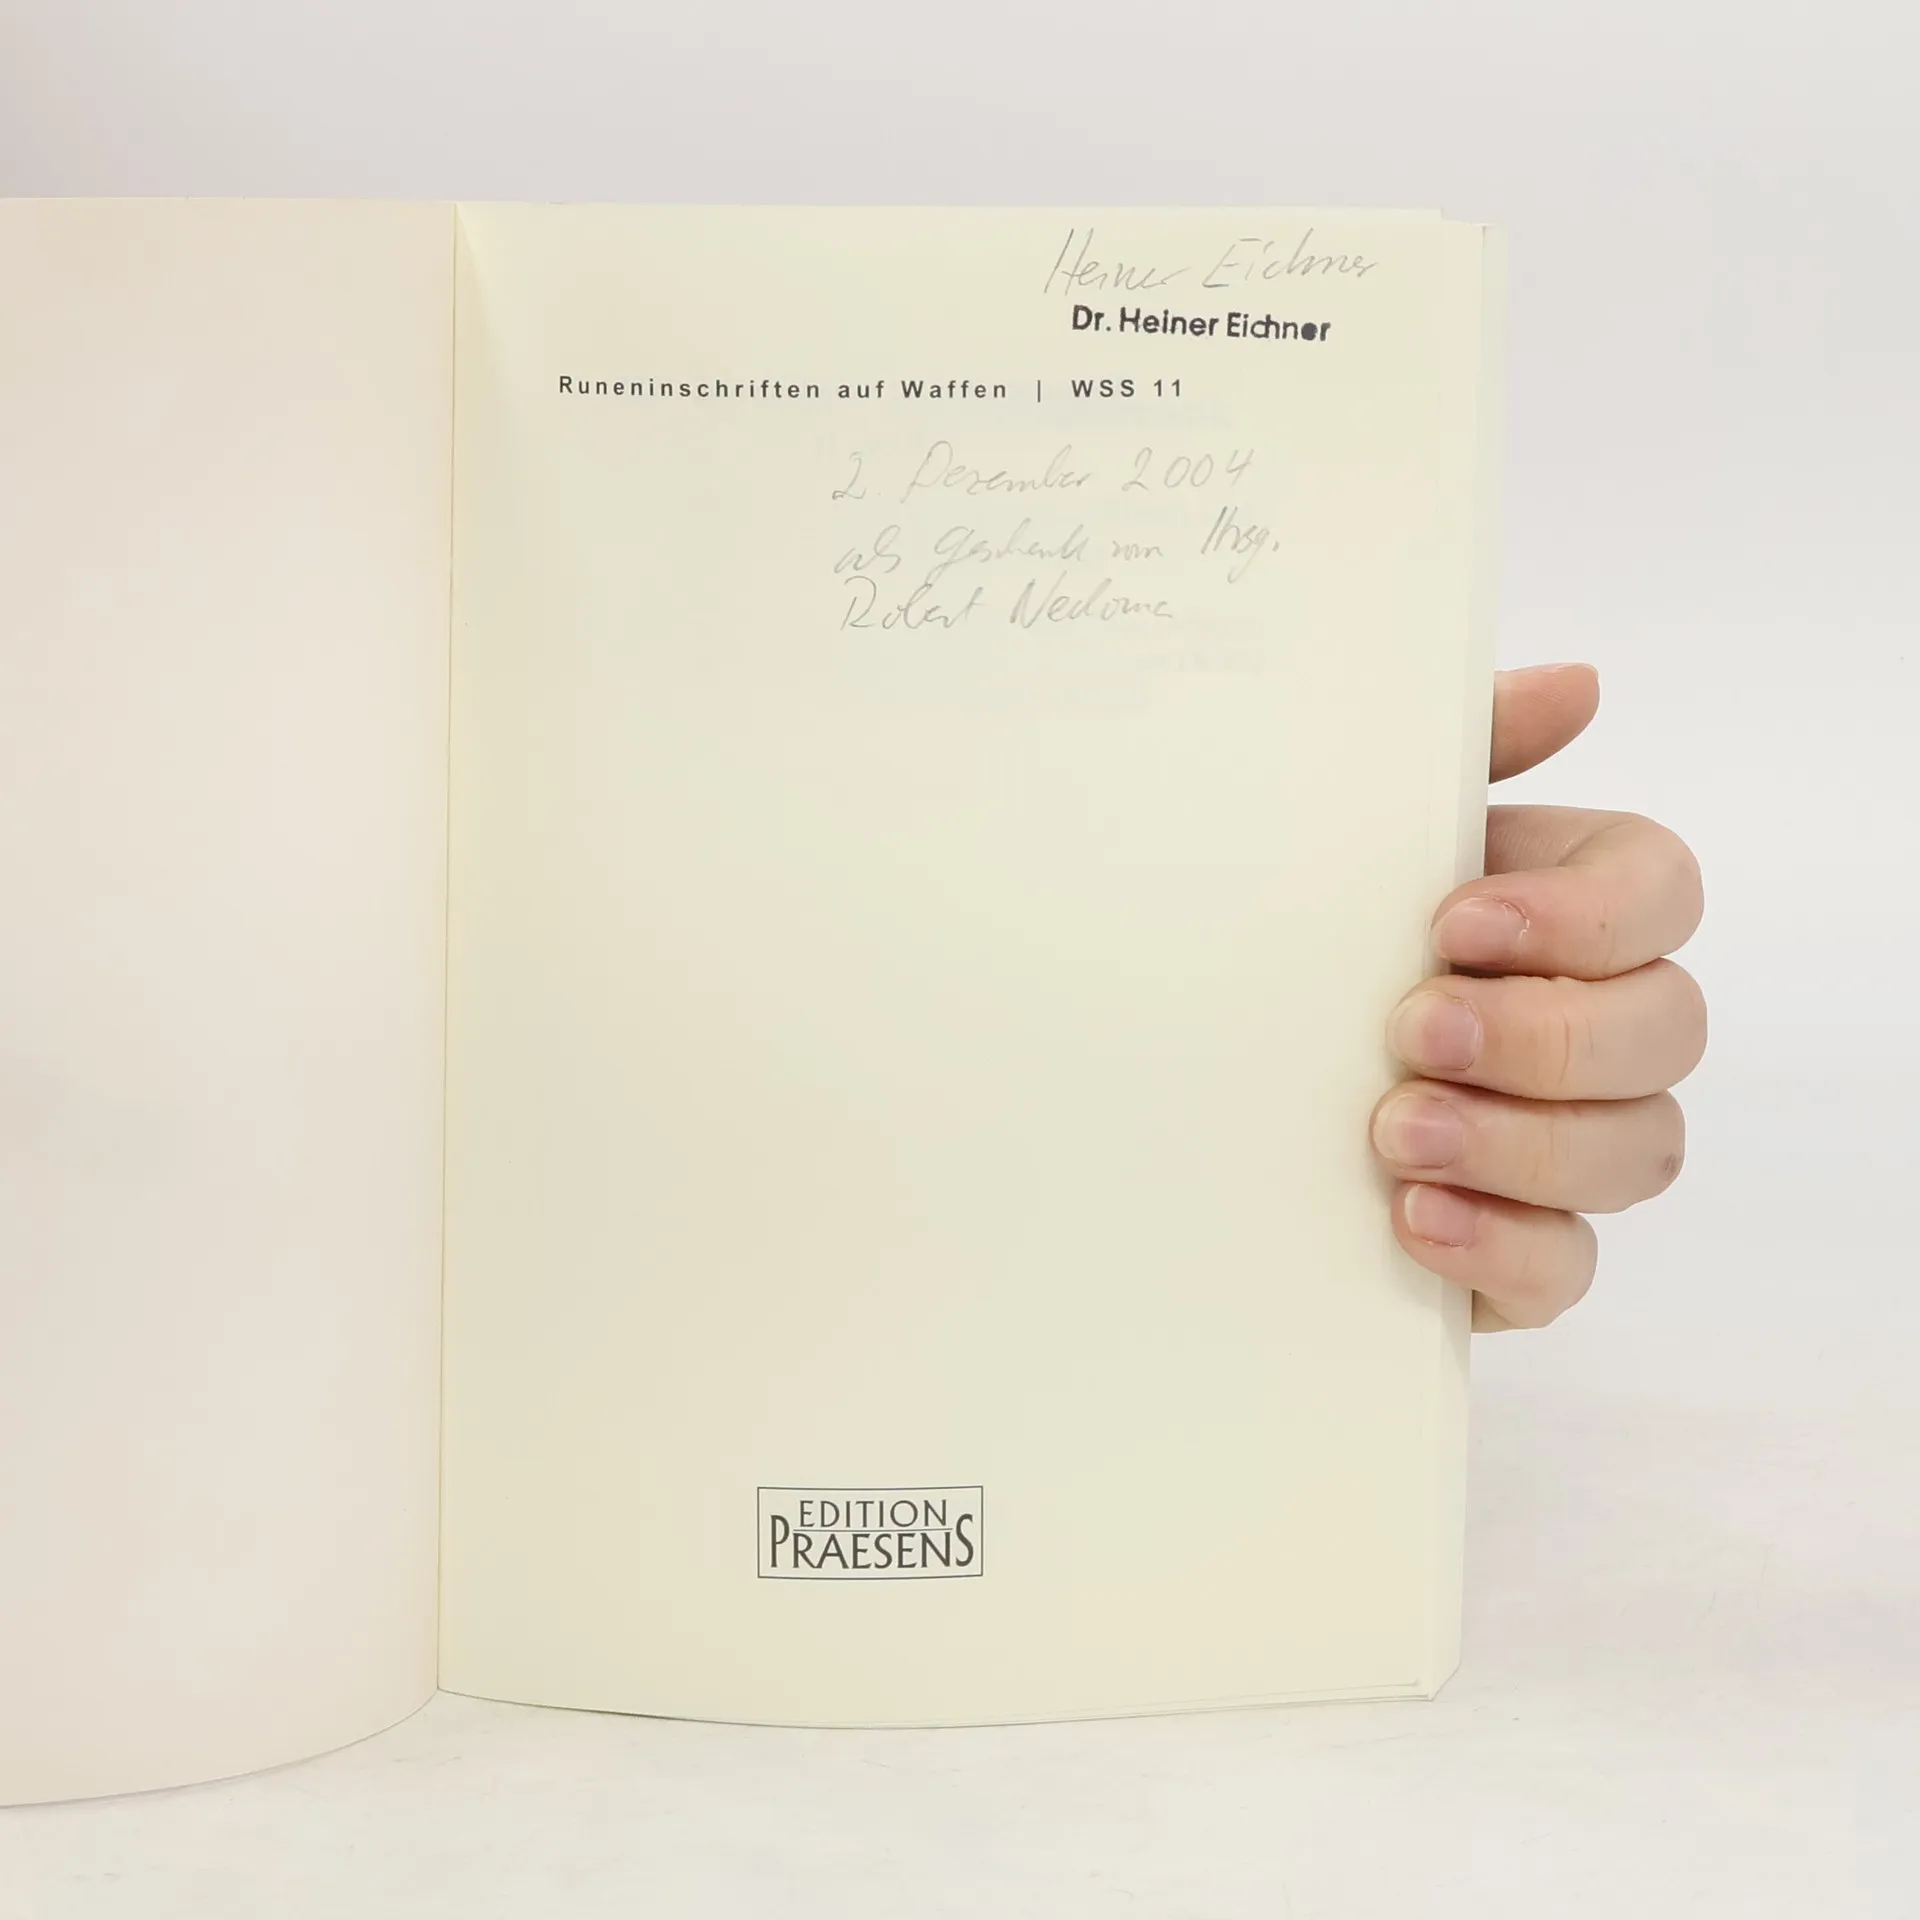 Heiner Eichner
Dr. Heiner Eichner
Runeninschriften auf Waffen | WSS 11
2. Dezember 2004
als Geschenk vom Hrsg.
Robert Nedoma
EDITION
PRAESENS